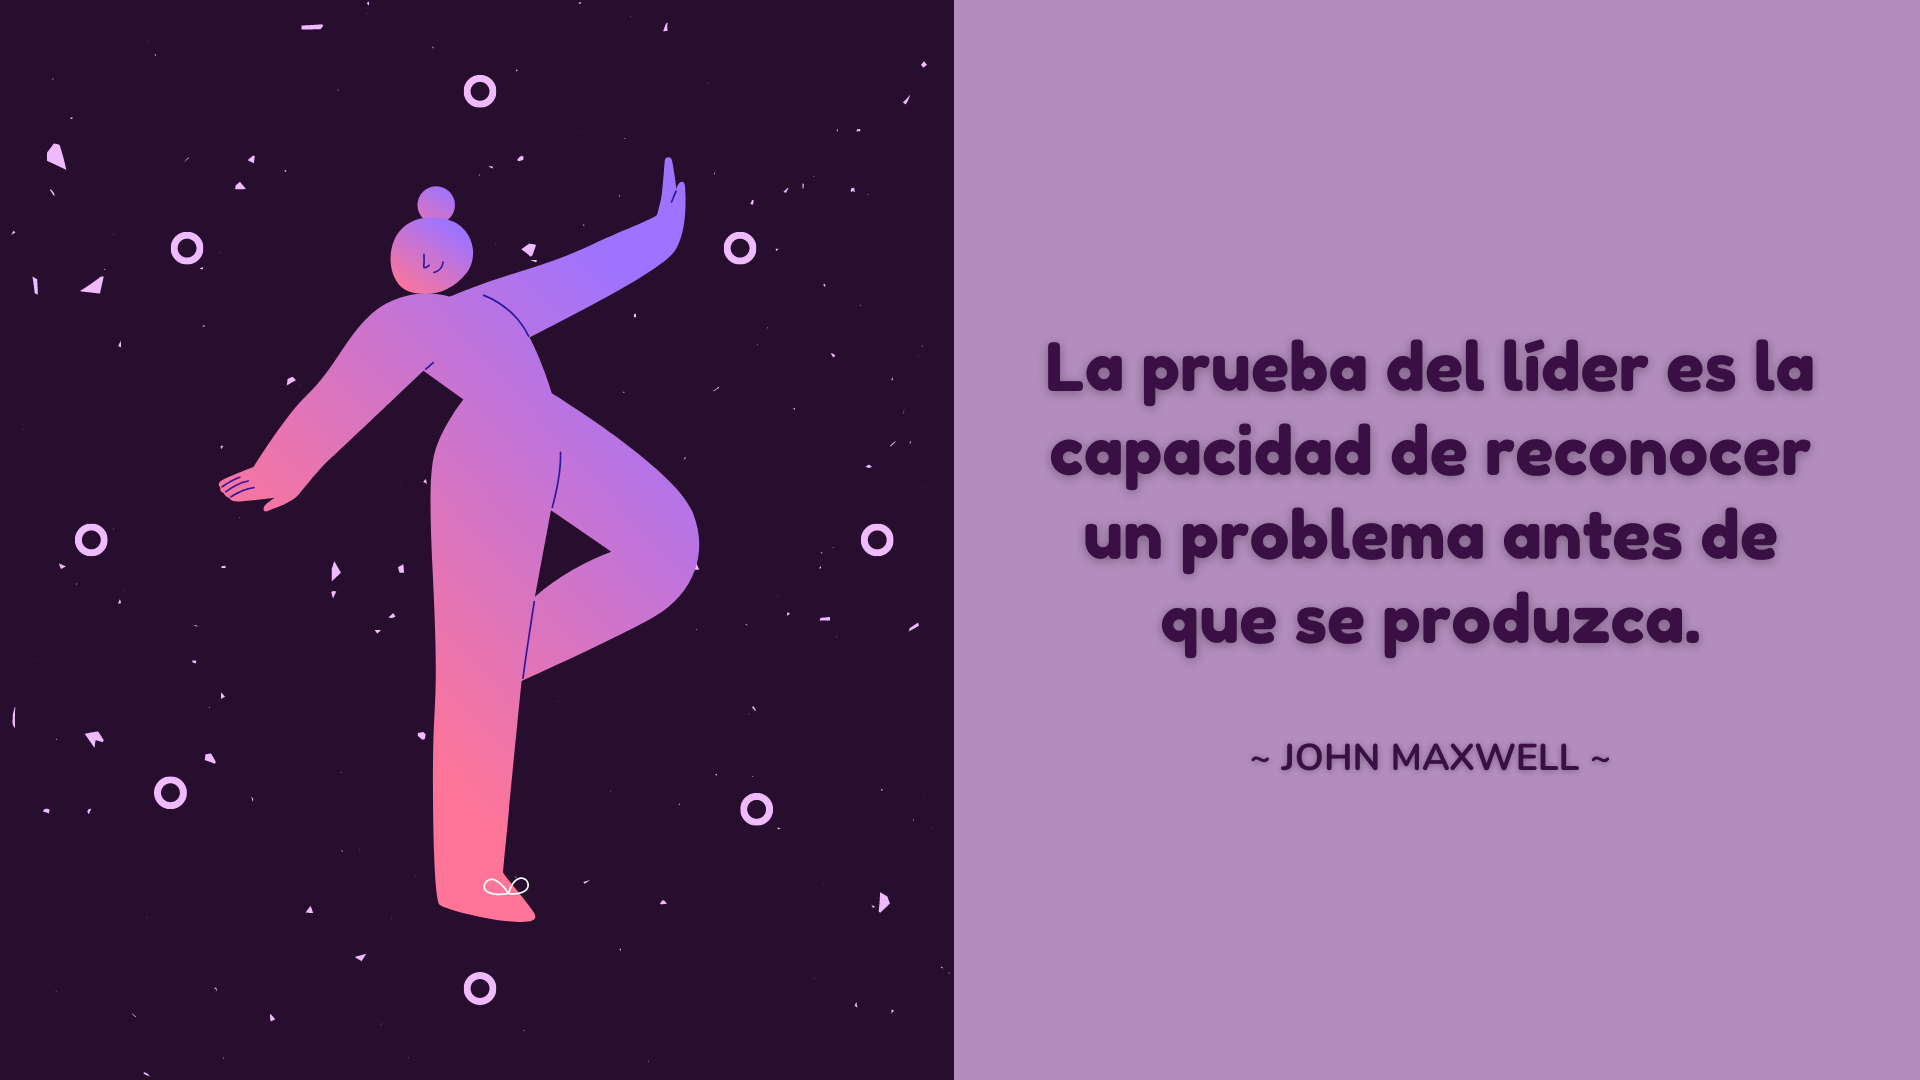 La prueba del líder es la
capacidad de reconocer
un problema antes de
que se produzca.
~ JOHN MAXWELL ~